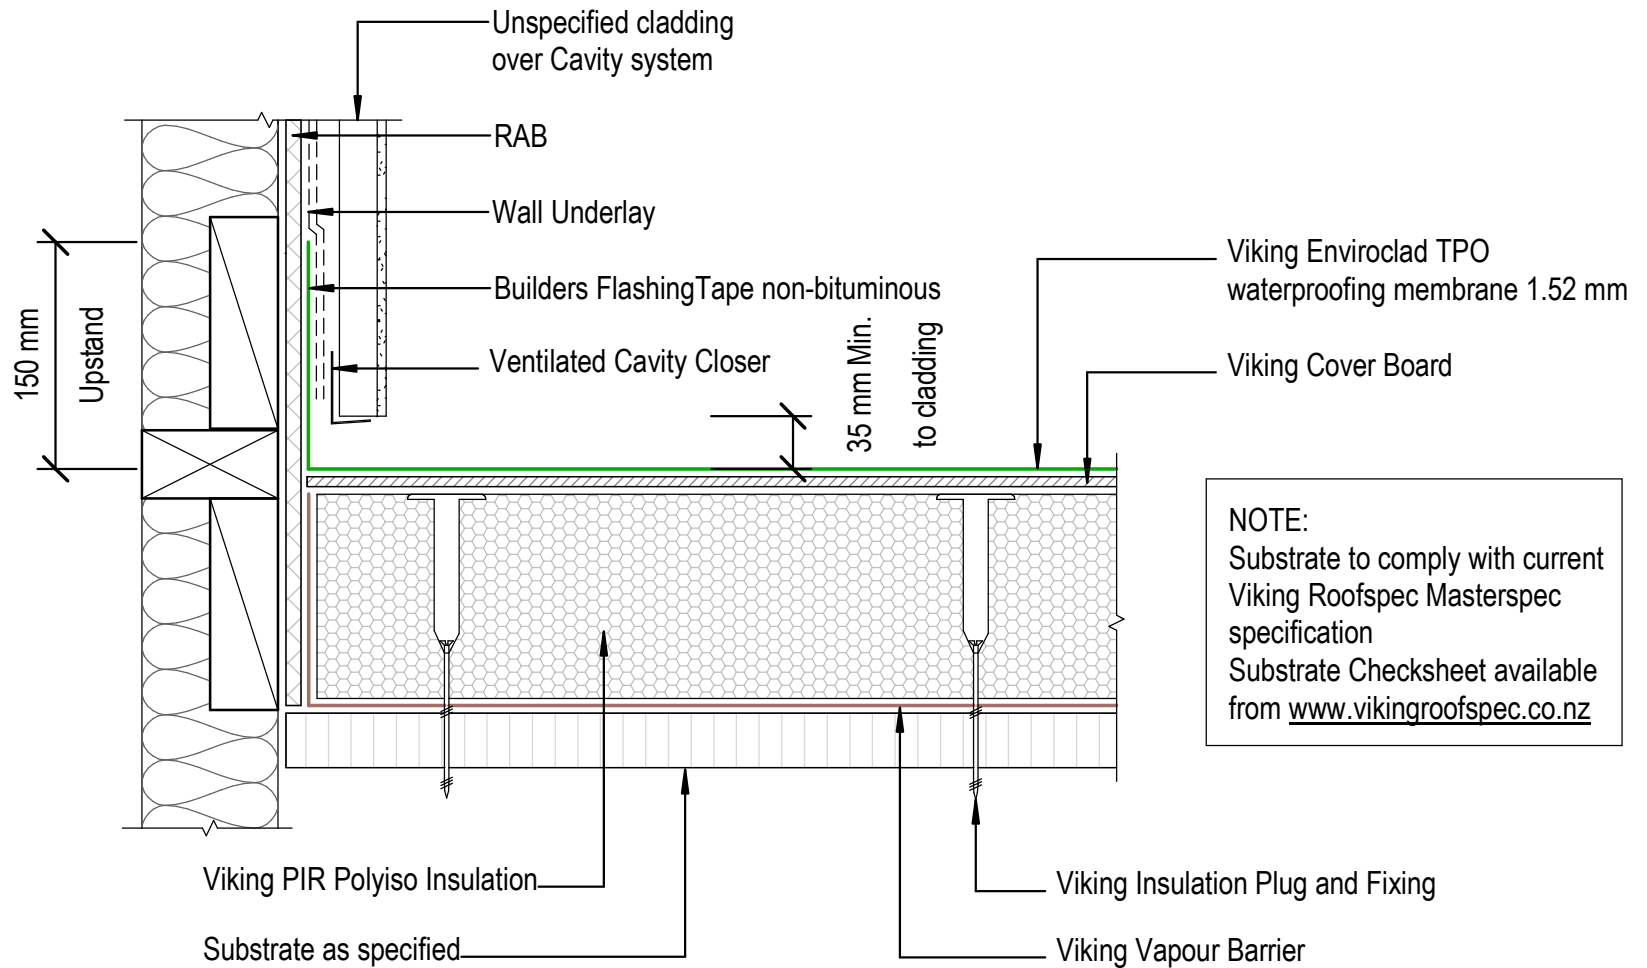 Unspecified cladding
over Cavity system
RAB
Wall Underlay
Builders FlashingTape non-bituminous
Ventilated Cavity Closer
150 mm
Upstand
35 mm Min.
to cladding
Viking Enviroclad TPO
waterproofing membrane 1.52 mm
Viking Cover Board
NOTE:
Substrate to comply with current
Viking Roofspec Masterspec
specification
Substrate Checksheet available
from www.vikingroofspec.co.nz
Viking PIR Polyiso Insulation
Substrate as specified
Viking Insulation Plug and Fixing
Viking Vapour Barrier